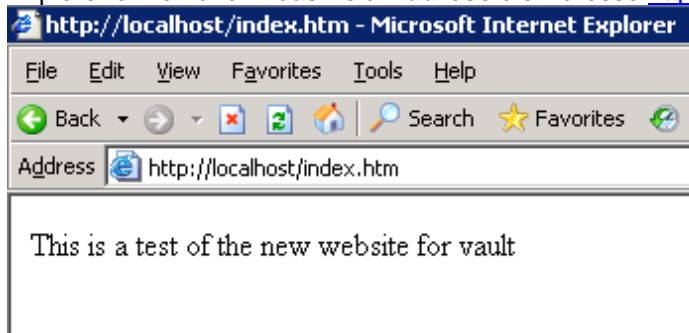 http://localhost/index.htm - Microsoft Internet Explorer
File Edit View Favorites Tools Help
Back Search Favorites
Address http://localhost/index.htm
This is a test of the new website for vault